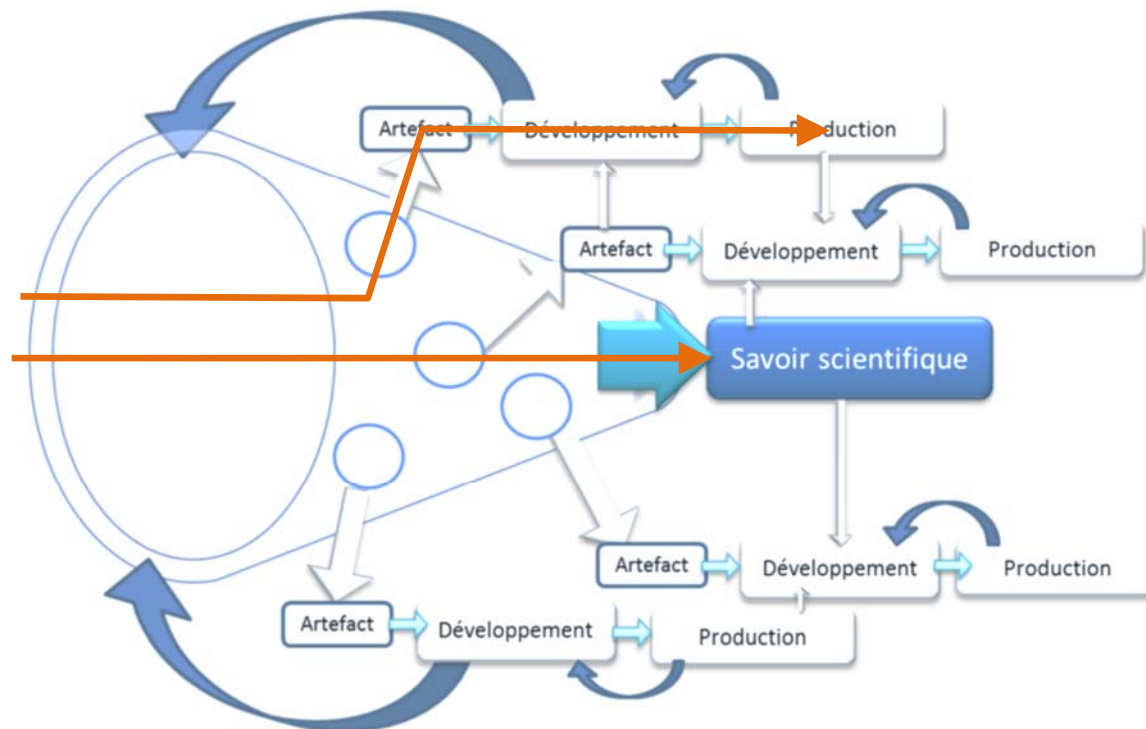 Artefact
Développement
Production
Artefact
Développement
Production
Savoir scientifique
Artefact
Développement
Production
Artefact
Développement
Production